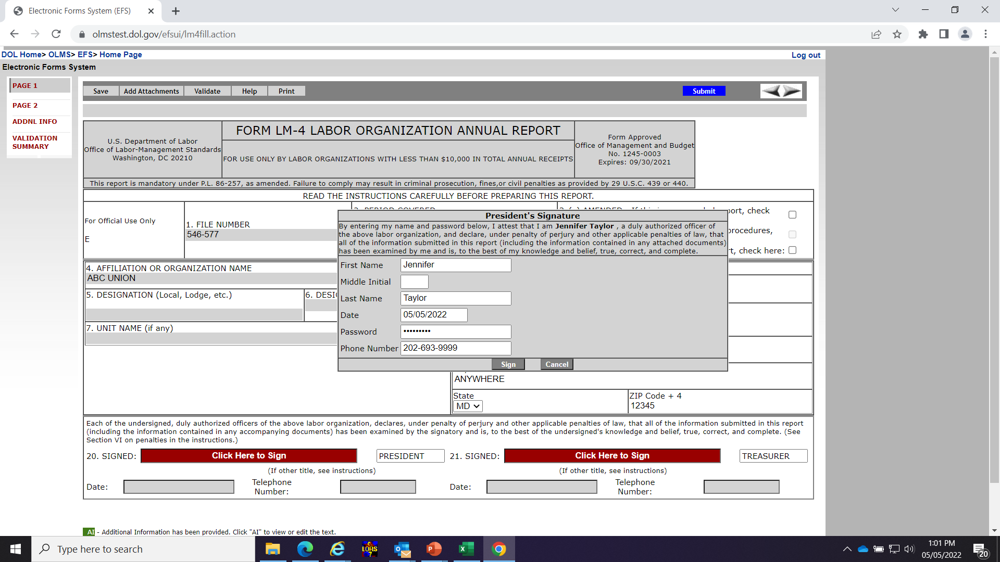 Electronic Forms System (EFS)
olmstest.dol.gov/efsui/lm4fill.action
DOL Home> OLMS> EFS> Home Page
Log out
Electronic Forms System
PAGE 1
PAGE 2
ADDNL INFO
VALIDATION
SUMMARY
Save
Add Attachments
Validate
Help
Print
Submit
U.S. Department of Labor
Office of Labor-Management Standards
Washington, DC 20210
FORM LM-4 LABOR ORGANIZATION ANNUAL REPORT
FOR USE ONLY BY LABOR ORGANIZATIONS WITH LESS THAN $10,000 IN TOTAL ANNUAL RECEIPTS
Form Approved
Office of Management and Budget
No. 1245-0003
Expires: 09/30/2021
This report is mandatory under P.L. 86-257, as amended. Failure to comply may result in criminal prosecution, fines,or civil penalties as provided by 29 U.S.C. 439 or 440.
READ THE INSTRUCTIONS CAREFULLY BEFORE PREPARING THIS REPORT.
For Official Use Only
E
1. FILE NUMBER
546-577
check
procedures,
check here:
President's Signature
By entering my name and password below, I attest that I am Jennifer Taylor , a duly authorized officer of
the above labor organization, and declare, under penalty of perjury and other applicable penalties of law, that
all of the information submitted in this report (including the information contained in any attached documents)
has been examined by me and is, to the best of my knowledge and belief, true, correct, and complete.
First Name Jennifer
Middle Initial
Last Name Taylor
Date 05/05/2022
Password •••••••••
Phone Number 202-693-9999
Sign
Cancel
4. AFFILIATION OR ORGANIZATION NAME
ABC UNION
5. DESIGNATION (Local, Lodge, etc.)
6.
7. UNIT NAME (if any)
ANYWHERE
State
MD
ZIP Code + 4
12345
Each of the undersigned, duly authorized officers of the above labor organization, declares, under penalty of perjury and other applicable penalties of law, that all of the information submitted in this report
(including the information contained in any accompanying documents) has been examined by the signatory and is, to the best of the undersigned's knowledge and belief, true, correct, and complete. (See
Section VI on penalties in the instructions.)
20. SIGNED: Click Here to Sign PRESIDENT
21. SIGNED: Click Here to Sign TREASURER
(If other title, see instructions)
(If other title, see instructions)
Date:
Telephone
Number:
Date:
Telephone
Number:
AI - Additional Information has been provided. Click "AI" to view or edit the text.
Type here to search
C.
LORS
7
1:01 PM
05/05/2022
20